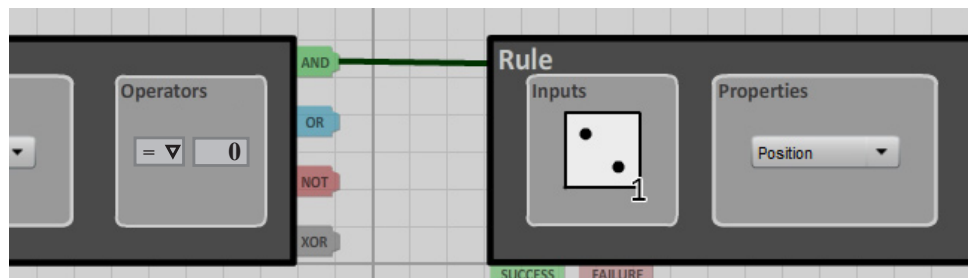 Operators
= 0
AND
OR
NOT
XOR
Rule
Inputs
1
Properties
Position
SUCCESS FAILURE